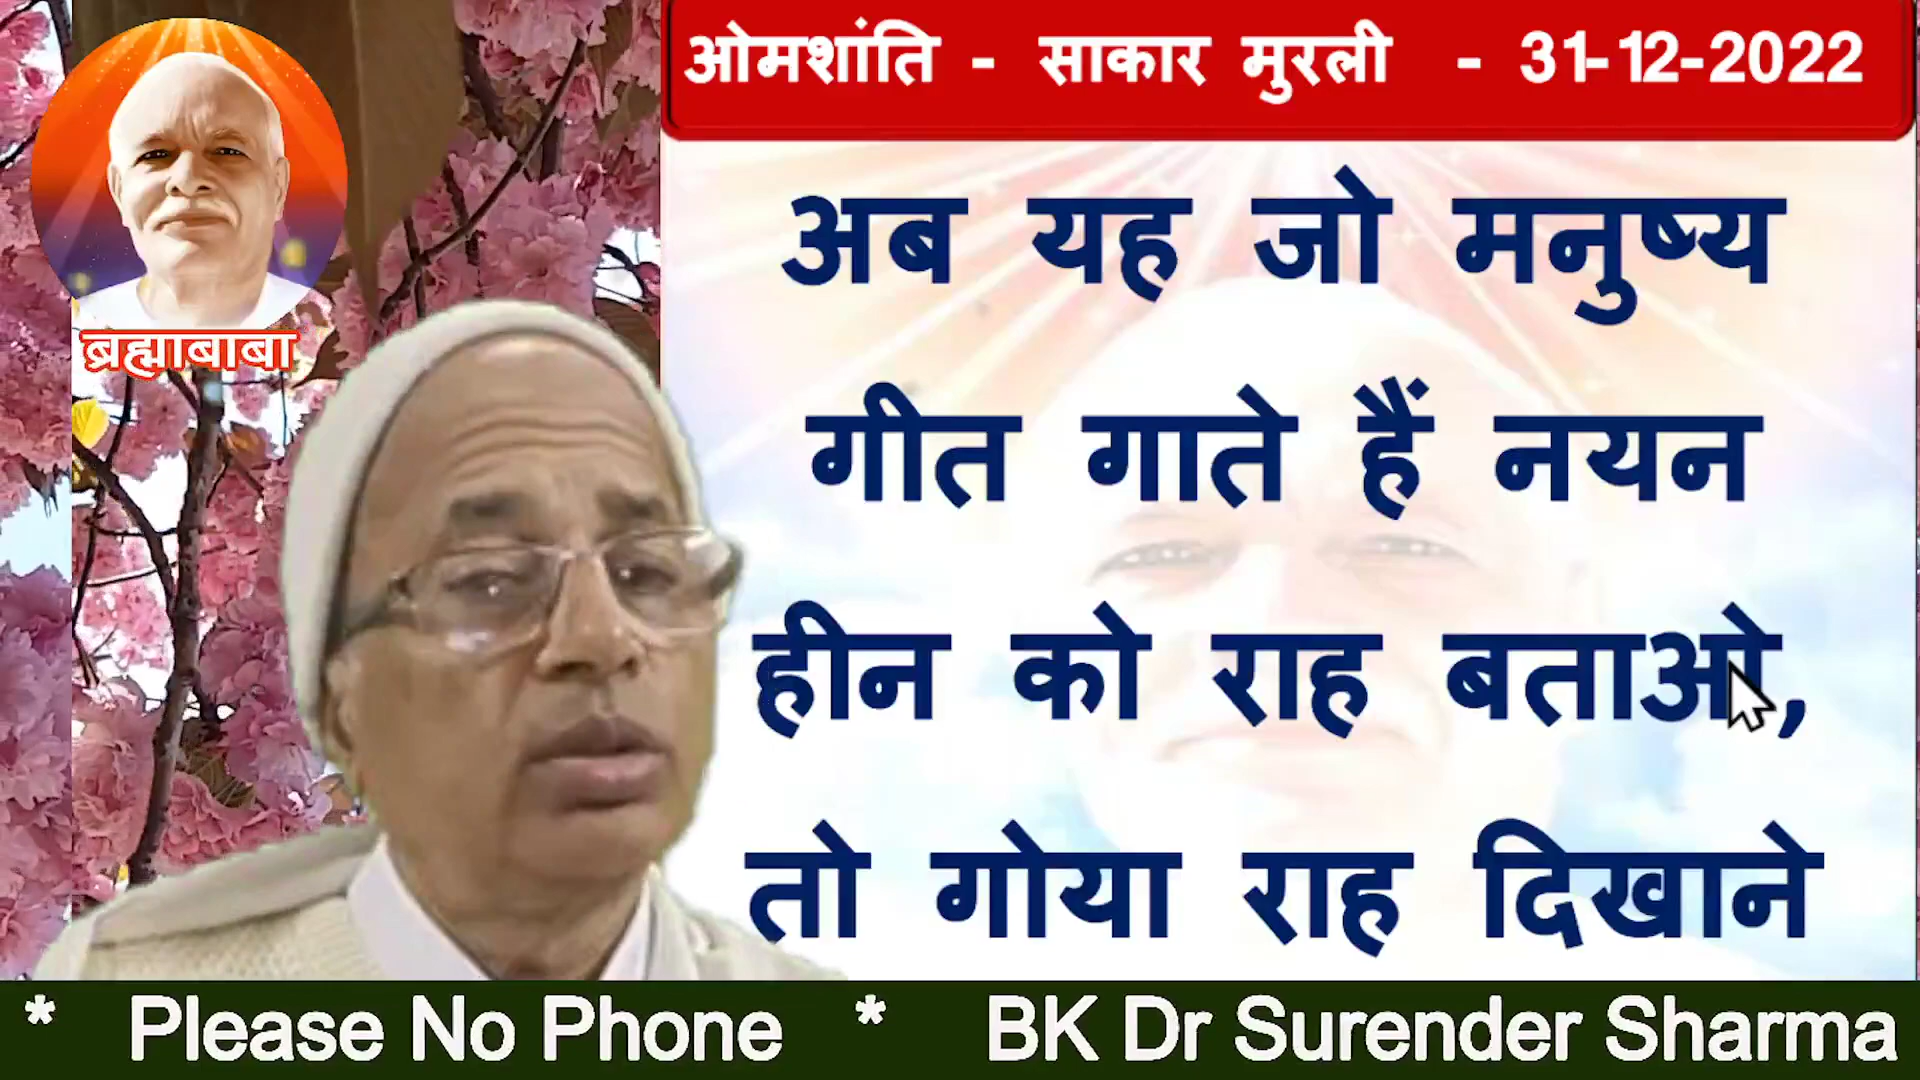 ओमशांति - साकार मुरली - 31-12-2022
ब्रह्माबाबा
अब यह जो मनुष्य
गीत गाते हैं नयन
हीन को राह बताओ,
तो गोया राह दिखाने
* Please No Phone * BK Dr Surender Sharma